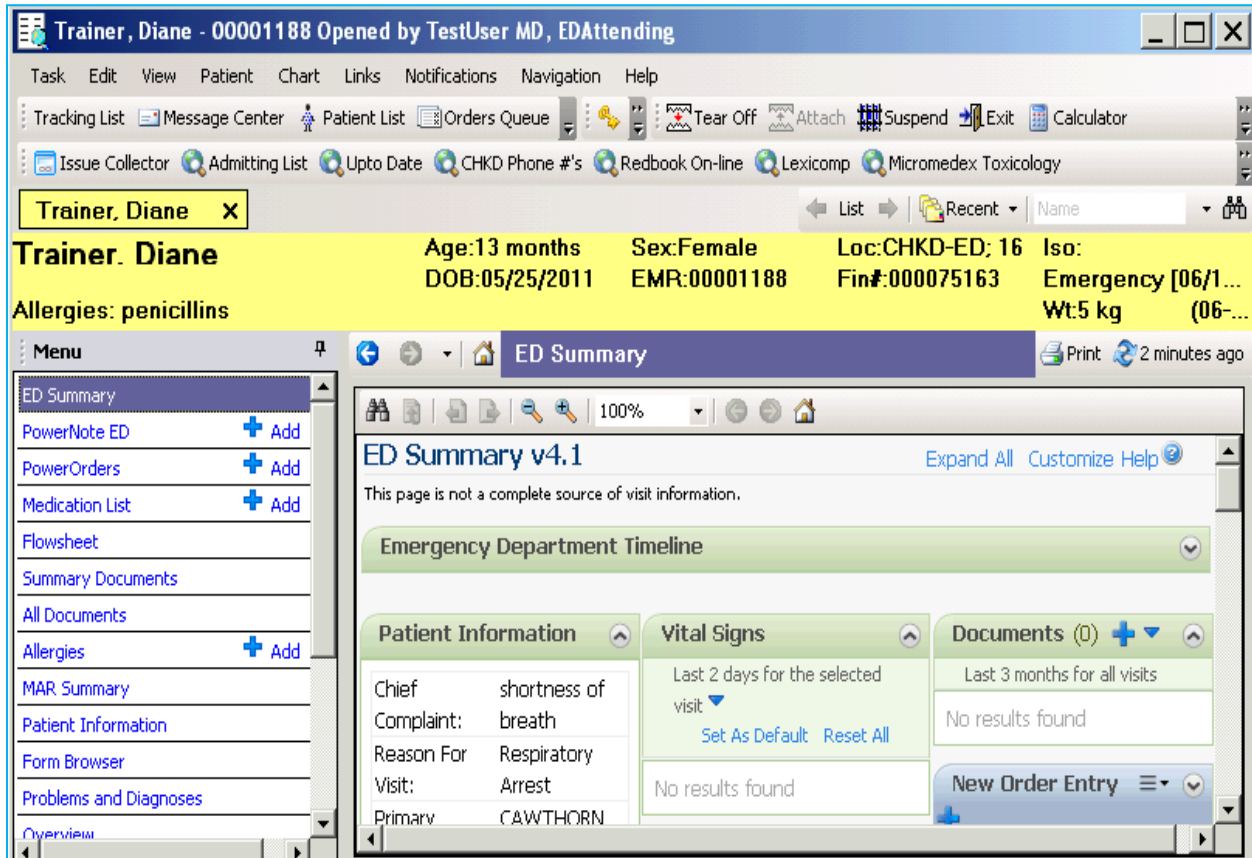 Trainer, Diane - 00001188 Opened by TestUser MD, EDAttending
Task Edit View Patient Chart Links Notifications Navigation Help
Tracking List Message Center Patient List Orders Queue Tear Off Attach Suspend Exit Calculator
Issue Collector Admitting List Upto Date CHKD Phone #'s Redbook On-line Lexicomp Micromedex Toxicology
Trainer, Diane X List Recent Name
Trainer. Diane Age:13 months Sex:Female Loc:CHKD-ED; 16 Iso:
DOB:05/25/2011 EMR:00001188 Fin#:000075163 Emergency [06/1...
Allergies: penicillins Wt:5 kg (06-...
Menu ED Summary Print 2 minutes ago
ED Summary
PowerNote ED Add
PowerOrders Add
Medication List Add
Flowsheet
Summary Documents
All Documents
Allergies Add
MAR Summary
Patient Information
Form Browser
Problems and Diagnoses
Overview
100%
ED Summary v4.1 Expand All Customize Help
This page is not a complete source of visit information.
Emergency Department Timeline
Patient Information
Chief Complaint: shortness of breath
Reason For Visit: Respiratory Arrest
Primary CAWTHORN
Vital Signs
Last 2 days for the selected
visit
Set As Default Reset All
No results found
Documents (0)
Last 3 months for all visits
No results found
New Order Entry